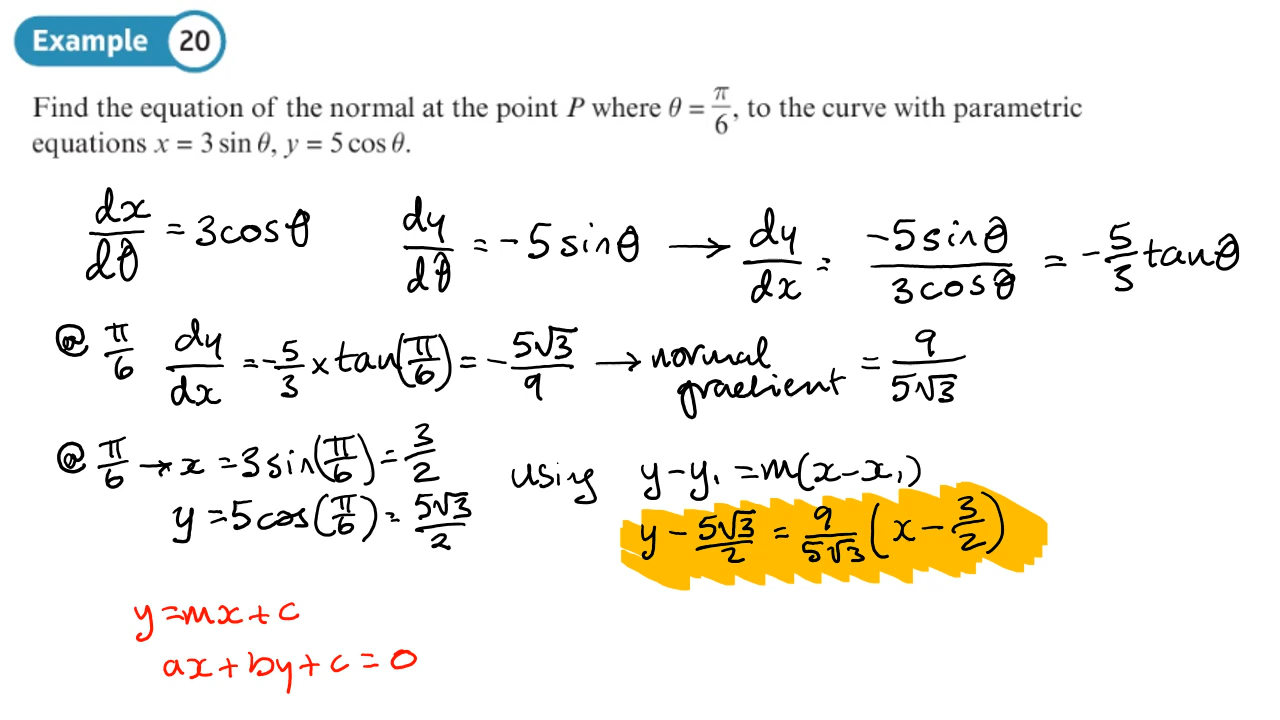 Example 20
Find the equation of the normal at the point P where θ = π/6, to the curve with parametric
equations x = 3 sin θ, y = 5 cos θ.
dx/dθ = 3cosθ dy/dθ = -5sinθ → dy/dx = -5sinθ/3cosθ = -5/3 tanθ
@ π/6 dy/dx = -5/3 × tan(π/6) = -5√3/9 → normal gradient = 9/5√3
@ π/6 → x = 3sin(π/6) = 3/2
y = 5cos(π/6) = 5√3/2
using y-y₁ = m(x-x₁)
y - 5√3/2 = 9/5√3 (x - 3/2)
y=mx+c
ax+by+c=0